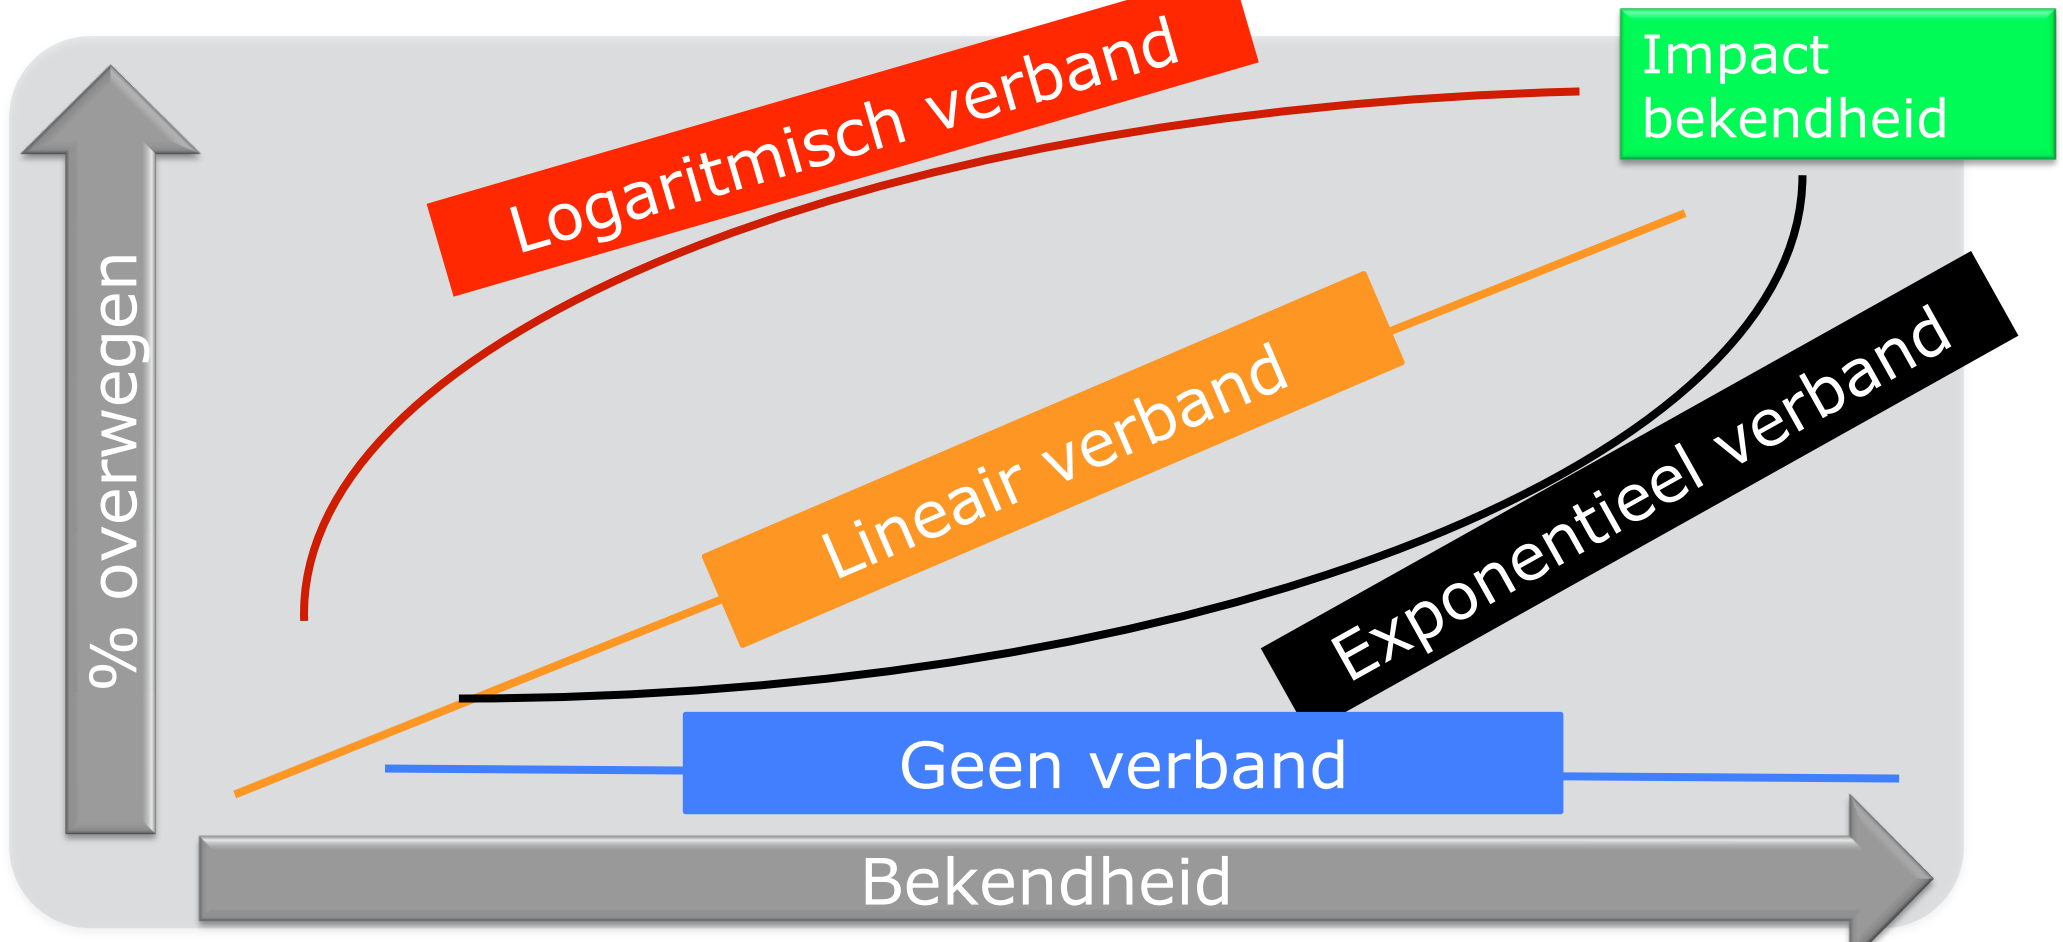 Logaritmisch verband
Impact
bekendheid
% overwegen
Lineair verband
Exponentieel verband
Geen verband
Bekendheid